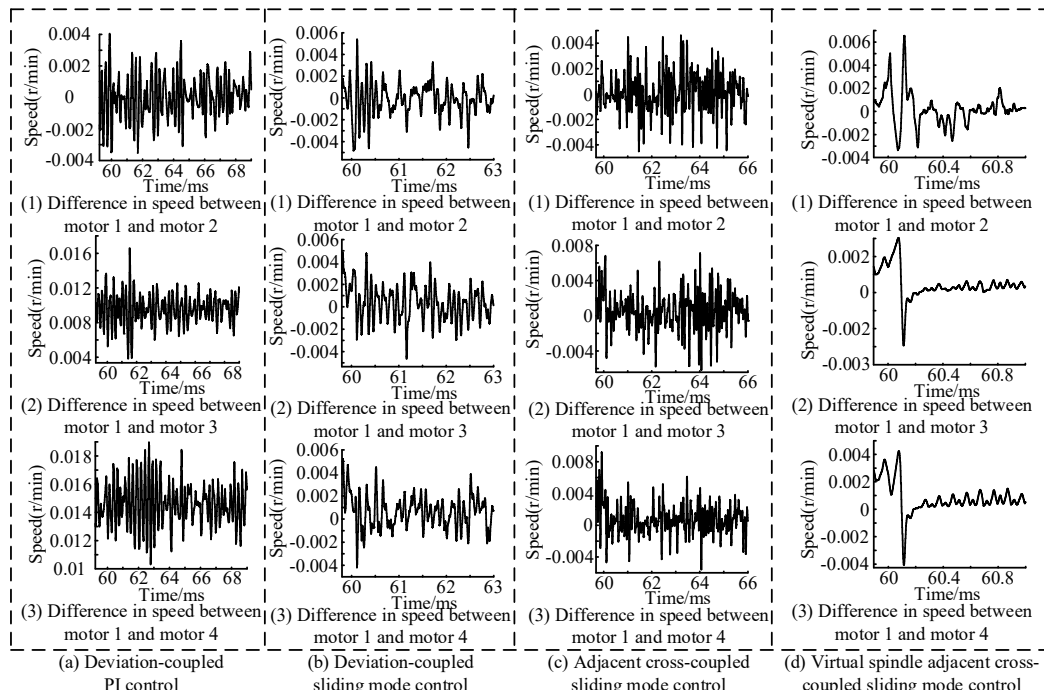 Speed(r/min)
0.004
0.002
0
-0.002
-0.004
60 62 64 66 68
Time/ms
(1) Difference in speed between
motor 1 and motor 2
Speed(r/min)
0.016
0.012
0.008
0.004
60 62 64 66 68
Time/ms
(2) Difference in speed between
motor 1 and motor 3
Speed(r/min)
0.018
0.016
0.014
0.012
0.01
60 62 64 66 68
Time/ms
(3) Difference in speed between
motor 1 and motor 4
(a) Deviation-coupled
PI control
Speed(r/min)
0.006
0.004
0.002
0
-0.002
-0.004
60 61 62 63
Time/ms
(1) Difference in speed between
motor 1 and motor 2
Speed(r/min)
0.006
0.004
0.002
0
-0.002
-0.004
60 61 62 63
Time/ms
(2) Difference in speed between
motor 1 and motor 3
Speed(r/min)
0.006
0.004
0.002
0
-0.002
-0.004
60 61 62 63
Time/ms
(3) Difference in speed between
motor 1 and motor 4
(b) Deviation-coupled
sliding mode control
Speed(r/min)
0.004
0.002
0
-0.002
-0.004
60 62 64 66
Time/ms
(1) Difference in speed between
motor 1 and motor 2
Speed(r/min)
0.008
0.004
0
-0.004
60 62 64 66
Time/ms
(2) Difference in speed between
motor 1 and motor 3
Speed(r/min)
0.008
0.004
0
-0.004
60 62 64 66
Time/ms
(3) Difference in speed between
motor 1 and motor 4
(c) Adjacent cross-coupled
sliding mode control
Speed(r/min)
0.006
0.004
0.002
0
-0.002
-0.004
60 60.4 60.8
Time/ms
(1) Difference in speed between
motor 1 and motor 2
Speed(r/min)
0.002
0
-0.002
-0.003
60 60.4 60.8
Time/ms
(2) Difference in speed between
motor 1 and motor 3
Speed(r/min)
0.004
0.002
0
-0.002
-0.004
60 60.4 60.8
Time/ms
(3) Difference in speed between
motor 1 and motor 4
(d) Virtual spindle adjacent cross-
coupled sliding mode control